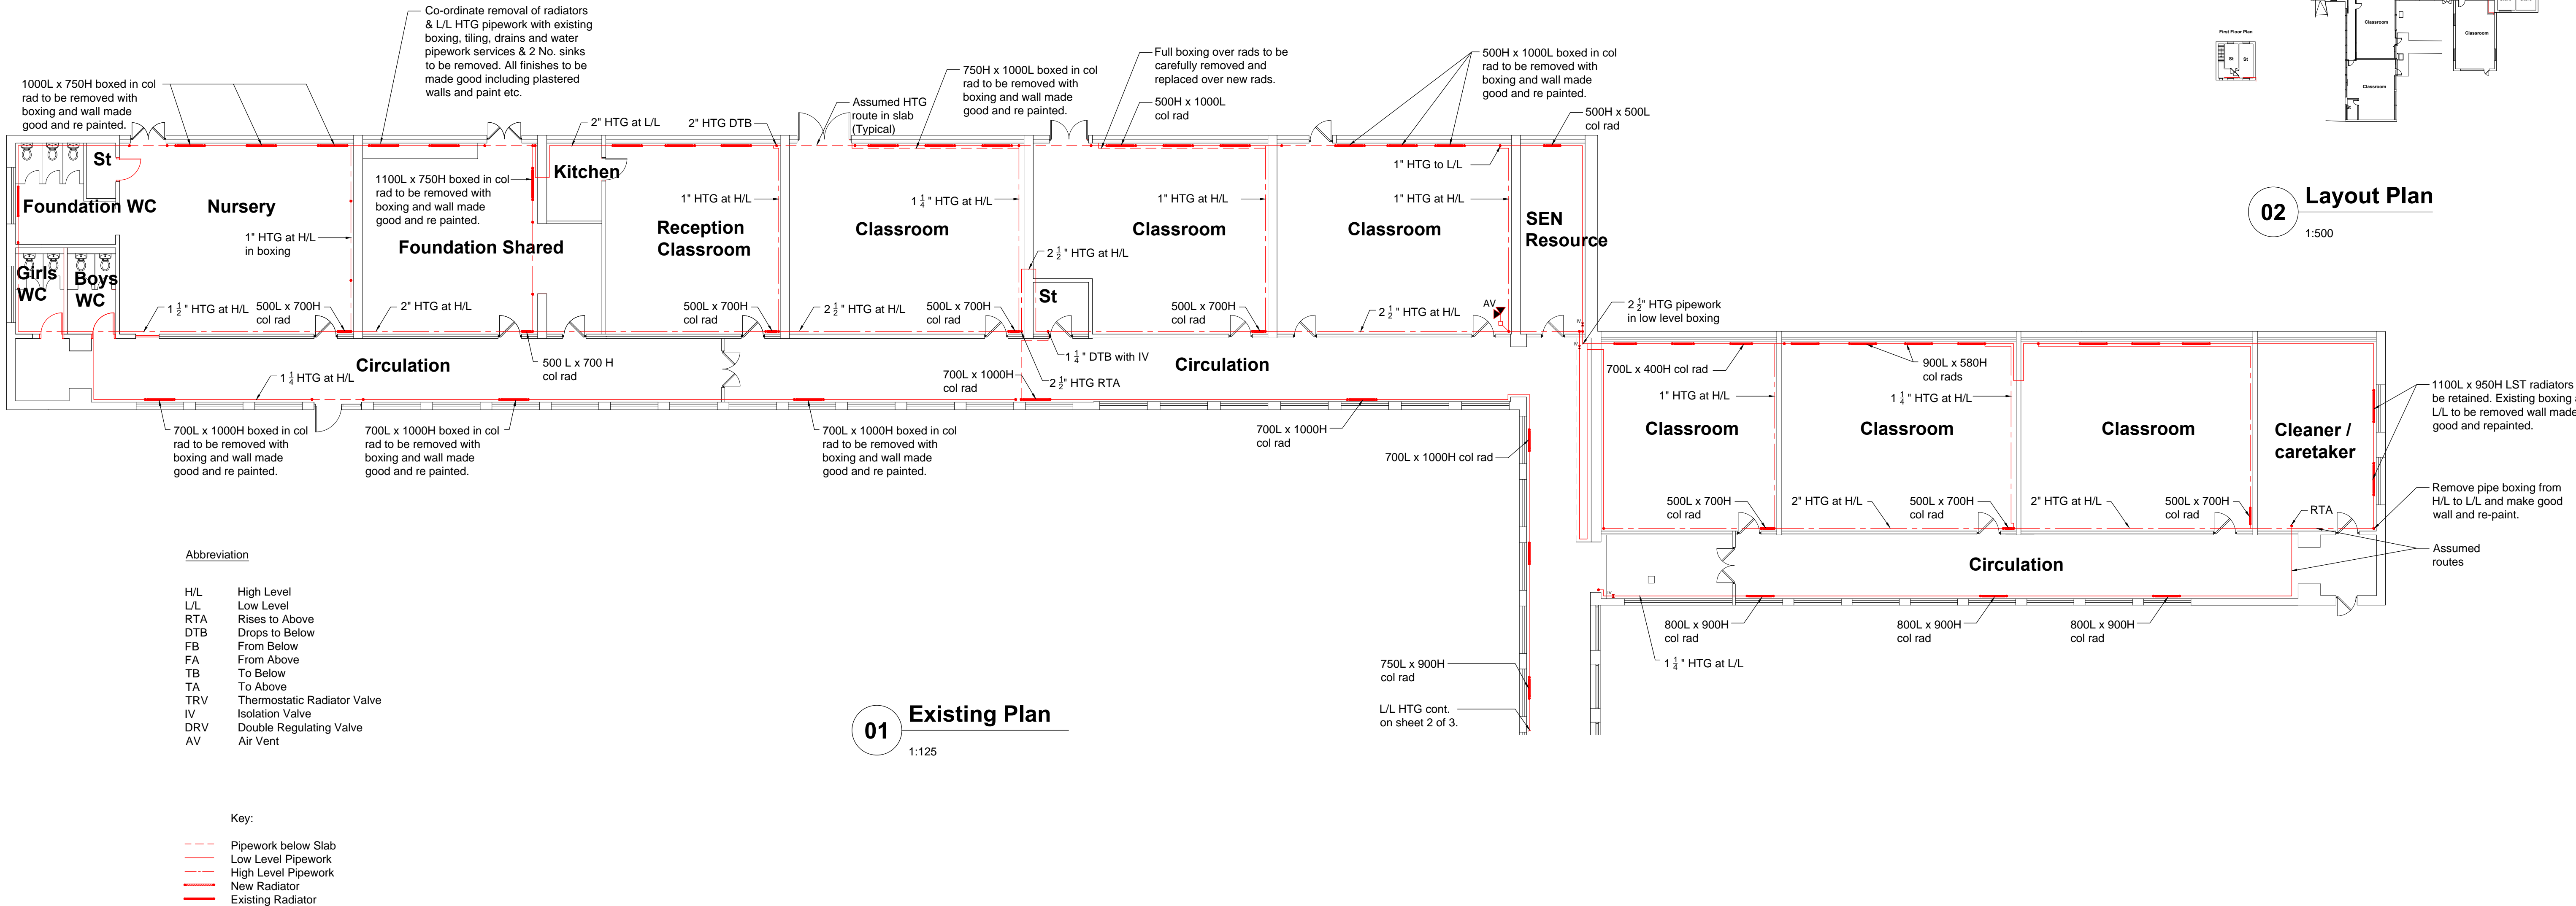 Co-ordinate removal of radiators
& L/L HTG pipework with existing
boxing, tiling, drains and water
pipework services & 2 No. sinks
to be removed. All finishes to be
made good including plastered
walls and paint etc.
1000L x 750H boxed in col
rad to be removed with
boxing and wall made
good and re painted.
2" HTG at L/L
2" HTG DTB
Assumed HTG
route in slab
(Typical)
750H x 1000L boxed in col
rad to be removed with
boxing and wall made
good and re painted.
Full boxing over rads to be
carefully removed and
replaced over new rads.
500H x 1000L
col rad
500H x 1000L boxed in col
rad to be removed with
boxing and wall made
good and re painted.
500H x 500L
col rad
First Floor Plan
St
St
Classroom
Classroom
Classroom
02
Layout Plan
1:500
St
Foundation WC
Nursery
1" HTG at H/L
in boxing
Girls
WC
Boys
WC
1 1/2 " HTG at H/L
500L x 700H
col rad
1100L x 750H boxed in col
rad to be removed with
boxing and wall made
good and re painted.
Foundation Shared
2" HTG at H/L
Kitchen
1" HTG at H/L
Reception
Classroom
500L x 700H
col rad
1 1/4 " HTG at H/L
Classroom
2 1/2 " HTG at H/L
500L x 700H
col rad
2 1/2 " HTG at H/L
St
1" HTG at H/L
Classroom
500L x 700H
col rad
1" HTG to L/L
1" HTG at H/L
Classroom
2 1/2 " HTG at H/L
AV
SEN
Resource
IV
IV
2 1/2" HTG pipework
in low level boxing
Circulation
1 1/4 HTG at H/L
500 L x 700 H
col rad
Circulation
1 1/4 " DTB with IV
2 1/2 " HTG RTA
700L x 1000H
col rad
700L x 1000H boxed in col
rad to be removed with
boxing and wall made
good and re painted.
700L x 1000H boxed in col
rad to be removed with
boxing and wall made
good and re painted.
700L x 1000H boxed in col
rad to be removed with
boxing and wall made
good and re painted.
700L x 1000H
col rad
700L x 1000H col rad
700L x 400H col rad
900L x 580H
col rads
1" HTG at H/L
1 1/4 " HTG at H/L
Classroom
Classroom
Classroom
Cleaner /
caretaker
1100L x 950H LST radiators
be retained. Existing boxing
L/L to be removed wall made
good and repainted.
Remove pipe boxing from
H/L to L/L and make good
wall and re-paint.
RTA
Assumed
routes
500L x 700H
col rad
2" HTG at H/L
500L x 700H
col rad
2" HTG at H/L
500L x 700H
col rad
Circulation
IV
800L x 900H
col rad
800L x 900H
col rad
800L x 900H
col rad
1 1/4 " HTG at L/L
750L x 900H
col rad
L/L HTG cont.
on sheet 2 of 3.
Abbreviation
H/L High Level
L/L Low Level
RTA Rises to Above
DTB Drops to Below
FB From Below
FA From Above
TB To Below
TA To Above
TRV Thermostatic Radiator Valve
IV Isolation Valve
DRV Double Regulating Valve
AV Air Vent
01
Existing Plan
1:125
Key:
Pipework below Slab
Low Level Pipework
High Level Pipework
New Radiator
Existing Radiator